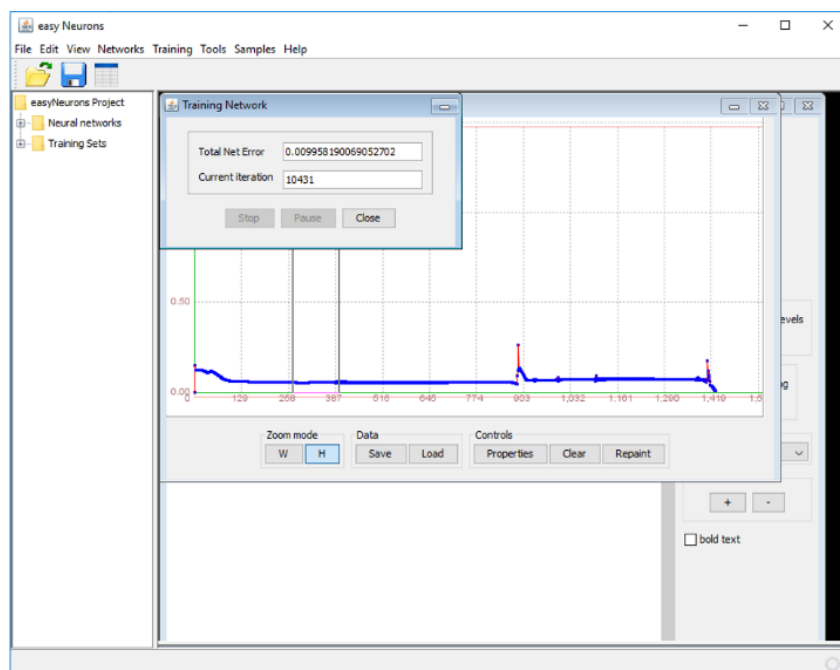 easy Neurons
File Edit View Networks Training Tools Samples Help
easyNeurons Project
Neural networks
Training Sets
Training Network
Total Net Error 0.009958190069052702
Current iteration 10431
Stop Pause Close
0.50
0.00
0 129 258 387 516 645 774 903 1,032 1,161 1,290 1,419
evels
Zoom mode Data Controls
W H Save Load Properties Clear Repaint
+ -
bold text